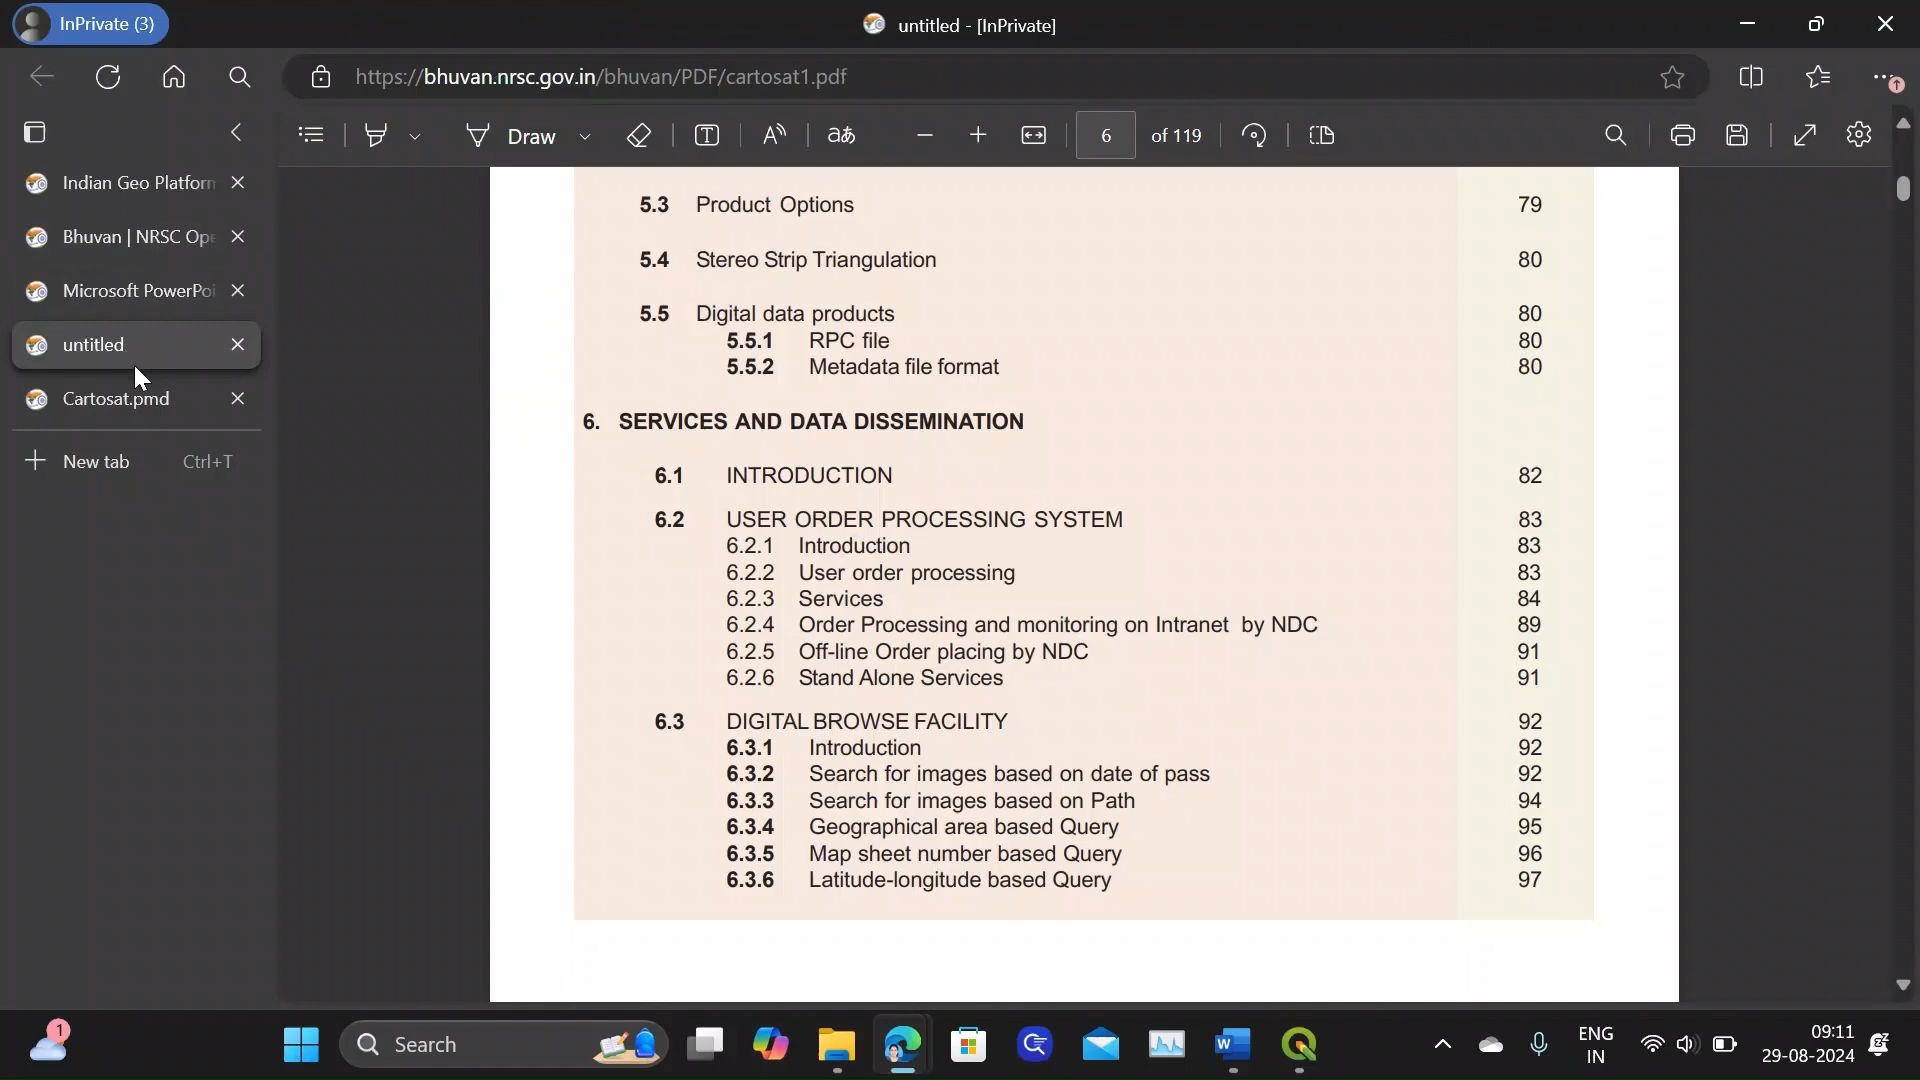 InPrivate (3)
untitled - [InPrivate]
https://bhuvan.nrsc.gov.in/bhuvan/PDF/cartosat1.pdf
Draw
6 of 119
Indian Geo Platform
Bhuvan | NRSC Ope
Microsoft PowerPoi
untitled
Cartosat.pmd
New tab Ctrl+T
5.3 Product Options 79
5.4 Stereo Strip Triangulation 80
5.5 Digital data products 80
5.5.1 RPC file 80
5.5.2 Metadata file format 80
6. SERVICES AND DATA DISSEMINATION
6.1 INTRODUCTION 82
6.2 USER ORDER PROCESSING SYSTEM 83
6.2.1 Introduction 83
6.2.2 User order processing 83
6.2.3 Services 84
6.2.4 Order Processing and monitoring on Intranet by NDC 89
6.2.5 Off-line Order placing by NDC 91
6.2.6 Stand Alone Services 91
6.3 DIGITAL BROWSE FACILITY 92
6.3.1 Introduction 92
6.3.2 Search for images based on date of pass 92
6.3.3 Search for images based on Path 94
6.3.4 Geographical area based Query 95
6.3.5 Map sheet number based Query 96
6.3.6 Latitude-longitude based Query 97
1
Search
ENG
IN
09:11
29-08-2024